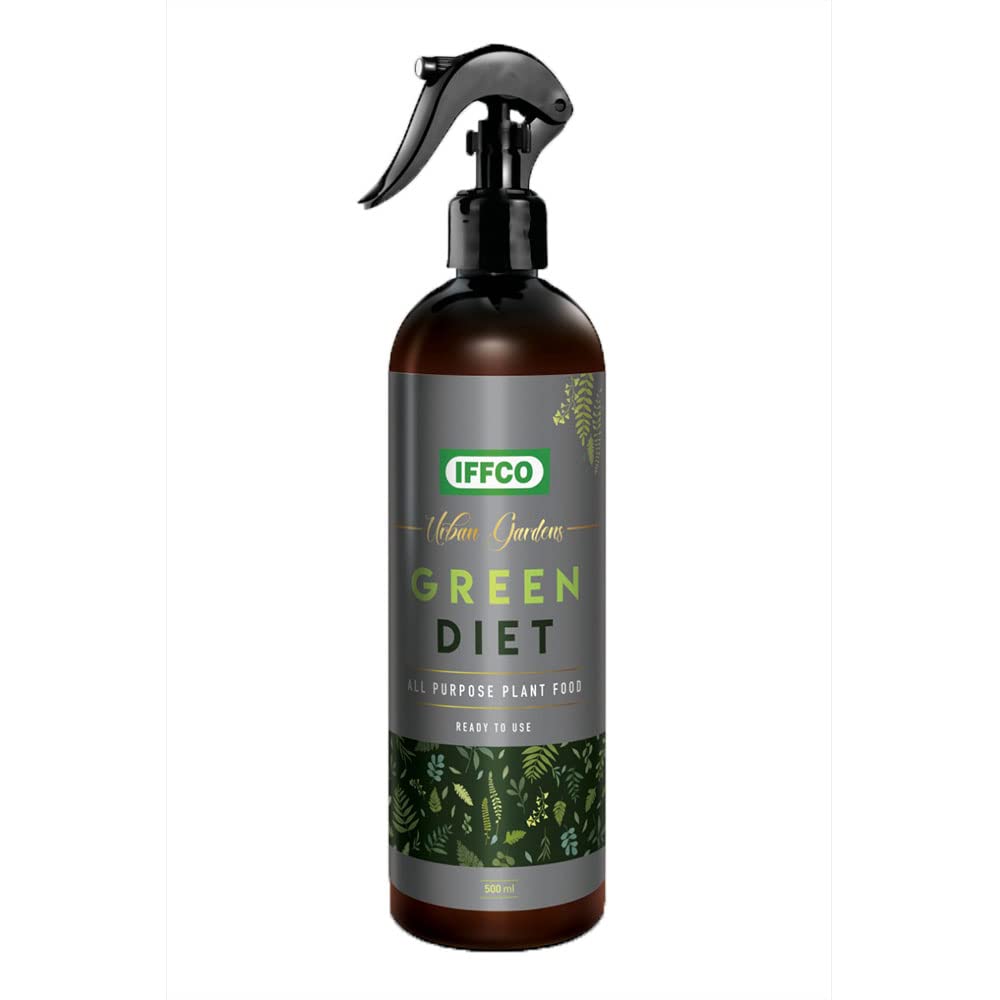 IFFCO
Urban Gardens
GREEN
DIET
ALL PURPOSE PLANT FOOD
READY TO USE
500 ml